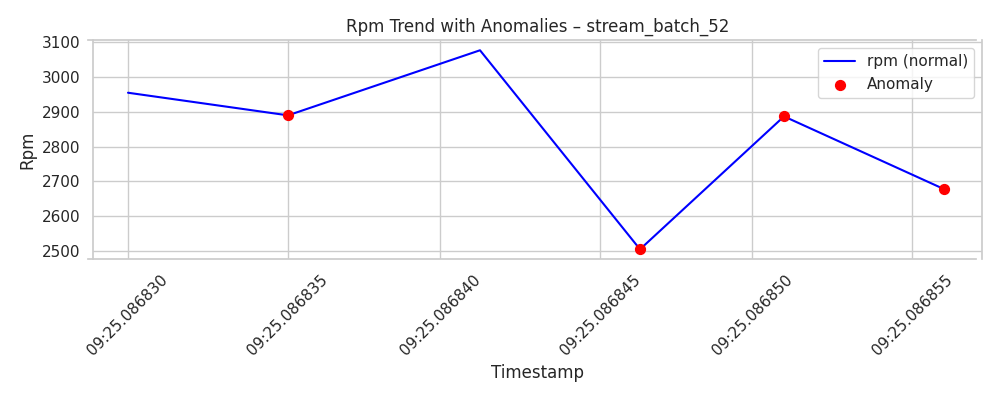 Rpm Trend with Anomalies – stream_batch_52
3100
3000
2900
2800
2700
2600
2500
Rpm
rpm (normal)
Anomaly
09:25.086830
09:25.086835
09:25.086840
09:25.086845
09:25.086850
09:25.086855
Timestamp